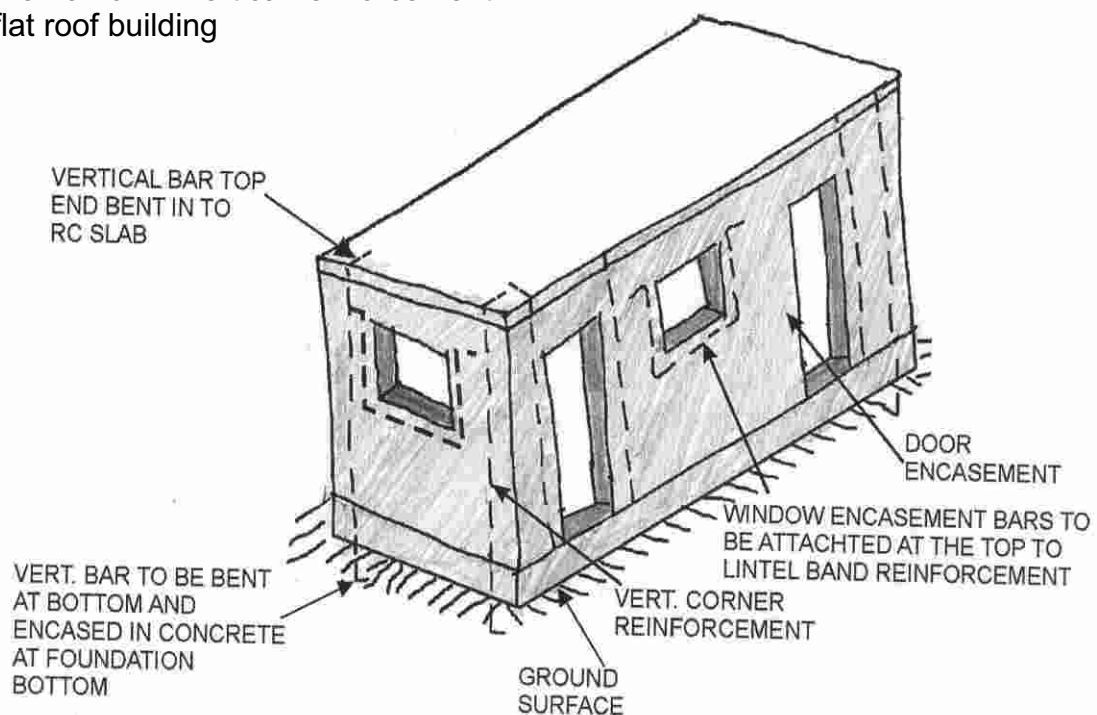 flat roof building
VERTICAL BAR TOP
END BENT IN TO
RC SLAB
DOOR
ENCASEMENT
WINDOW ENCASEMENT BARS TO
BE ATTACHTED AT THE TOP TO
LINTEL BAND REINFORCEMENT
VERT. CORNER
REINFORCEMENT
VERT. BAR TO BE BENT
AT BOTTOM AND
ENCASED IN CONCRETE
AT FOUNDATION
BOTTOM
GROUND
SURFACE